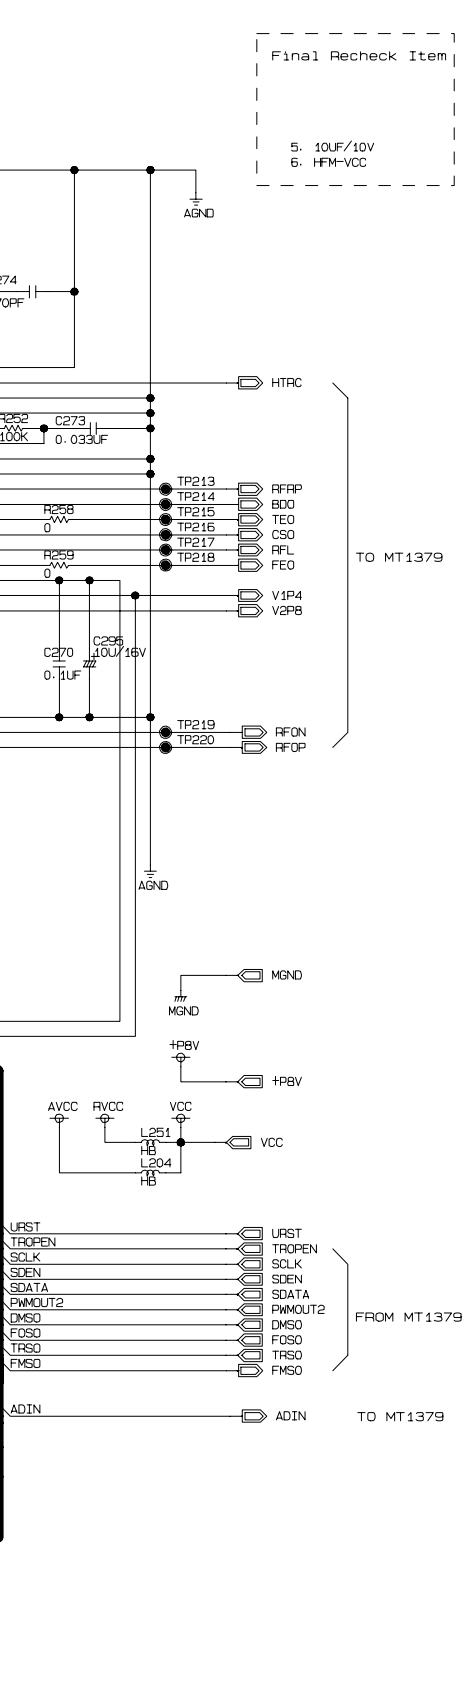 Final Recheck Item
5. 10UF/10V
6. HFM-VCC
AGND
274
70PF
HTRC
R252
100K
C273
0.033UF
TP213
RFRP
TP214
BDO
R258
0
TP215
TEO
TP216
CSO
TP217
RFL
R259
0
TP218
FEO
TO MT1379
V1P4
V2P8
C270
0.1UF
C295
10U/16V
TP219
RFON
TP220
RFOP
AGND
MGND
MGND
+P8V
+P8V
AVCC
RVCC
VCC
L251
HB
VCC
L204
HB
URST
URST
TROPEN
TROPEN
SCLK
SCLK
SDEN
SDEN
SDATA
SDATA
PWMOUT2
PWMOUT2
FROM MT1379
DMSO
DMSO
FOSO
FOSO
TRSO
TRSO
FMSO
FMSO
ADIN
ADIN
TO MT1379